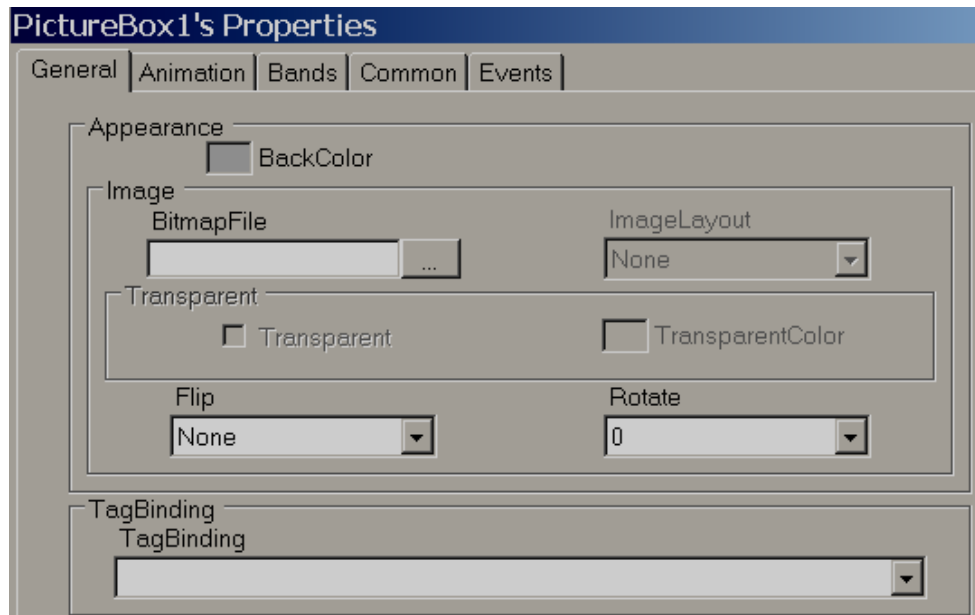 PictureBox1's Properties
General Animation Bands Common Events
Appearance
BackColor
Image
BitmapFile ImageLayout
... None
Transparent
Transparent TransparentColor
Flip Rotate
None 0
TagBinding
TagBinding